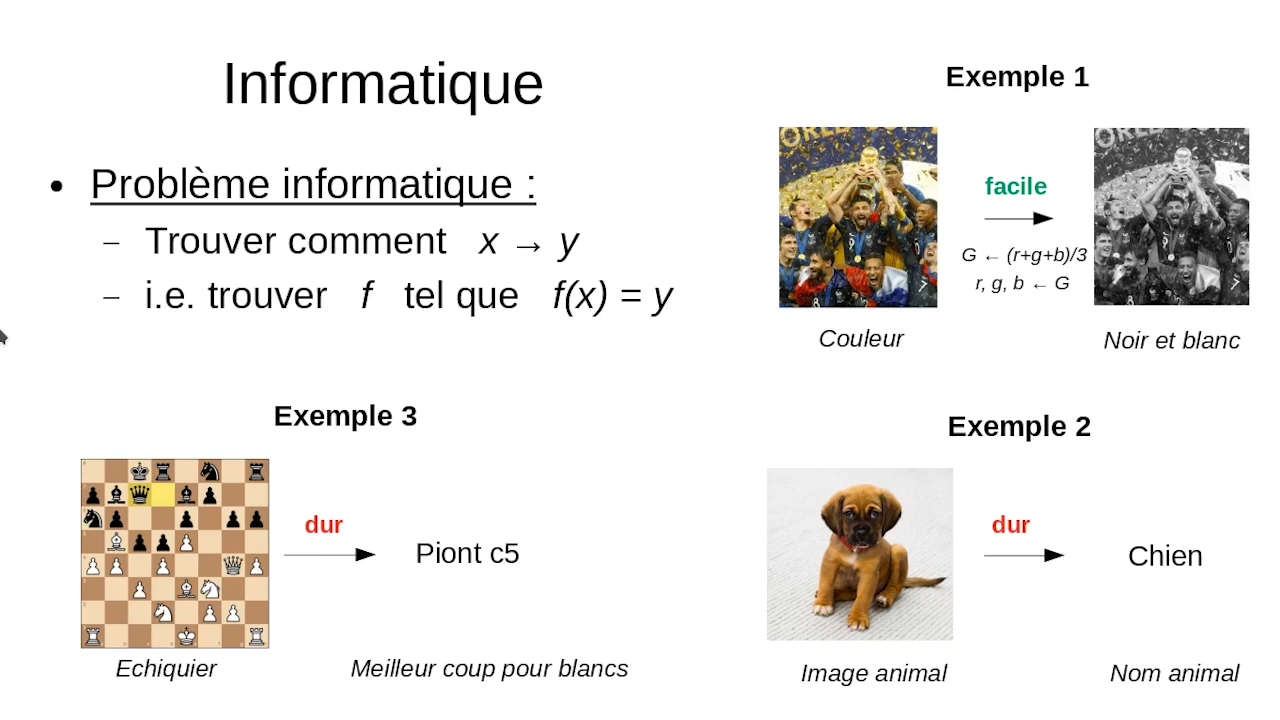 Informatique
• Problème informatique :
– Trouver comment x → y
– i.e. trouver f tel que f(x) = y
Exemple 1
facile
G ← (r+g+b)/3
r, g, b ← G
Couleur
Noir et blanc
Exemple 3
dur
Piont c5
Echiquier
Meilleur coup pour blancs
Exemple 2
dur
Chien
Image animal
Nom animal